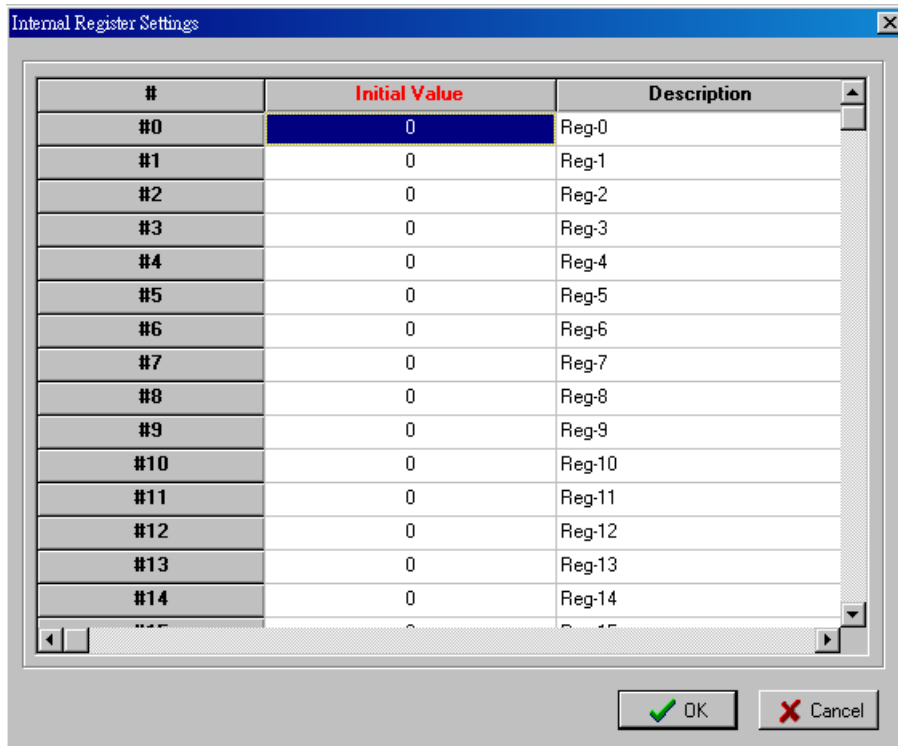 Internal Register Settings
# Initial Value Description
#0 0 Reg-0
#1 0 Reg-1
#2 0 Reg-2
#3 0 Reg-3
#4 0 Reg-4
#5 0 Reg-5
#6 0 Reg-6
#7 0 Reg-7
#8 0 Reg-8
#9 0 Reg-9
#10 0 Reg-10
#11 0 Reg-11
#12 0 Reg-12
#13 0 Reg-13
#14 0 Reg-14
OK Cancel